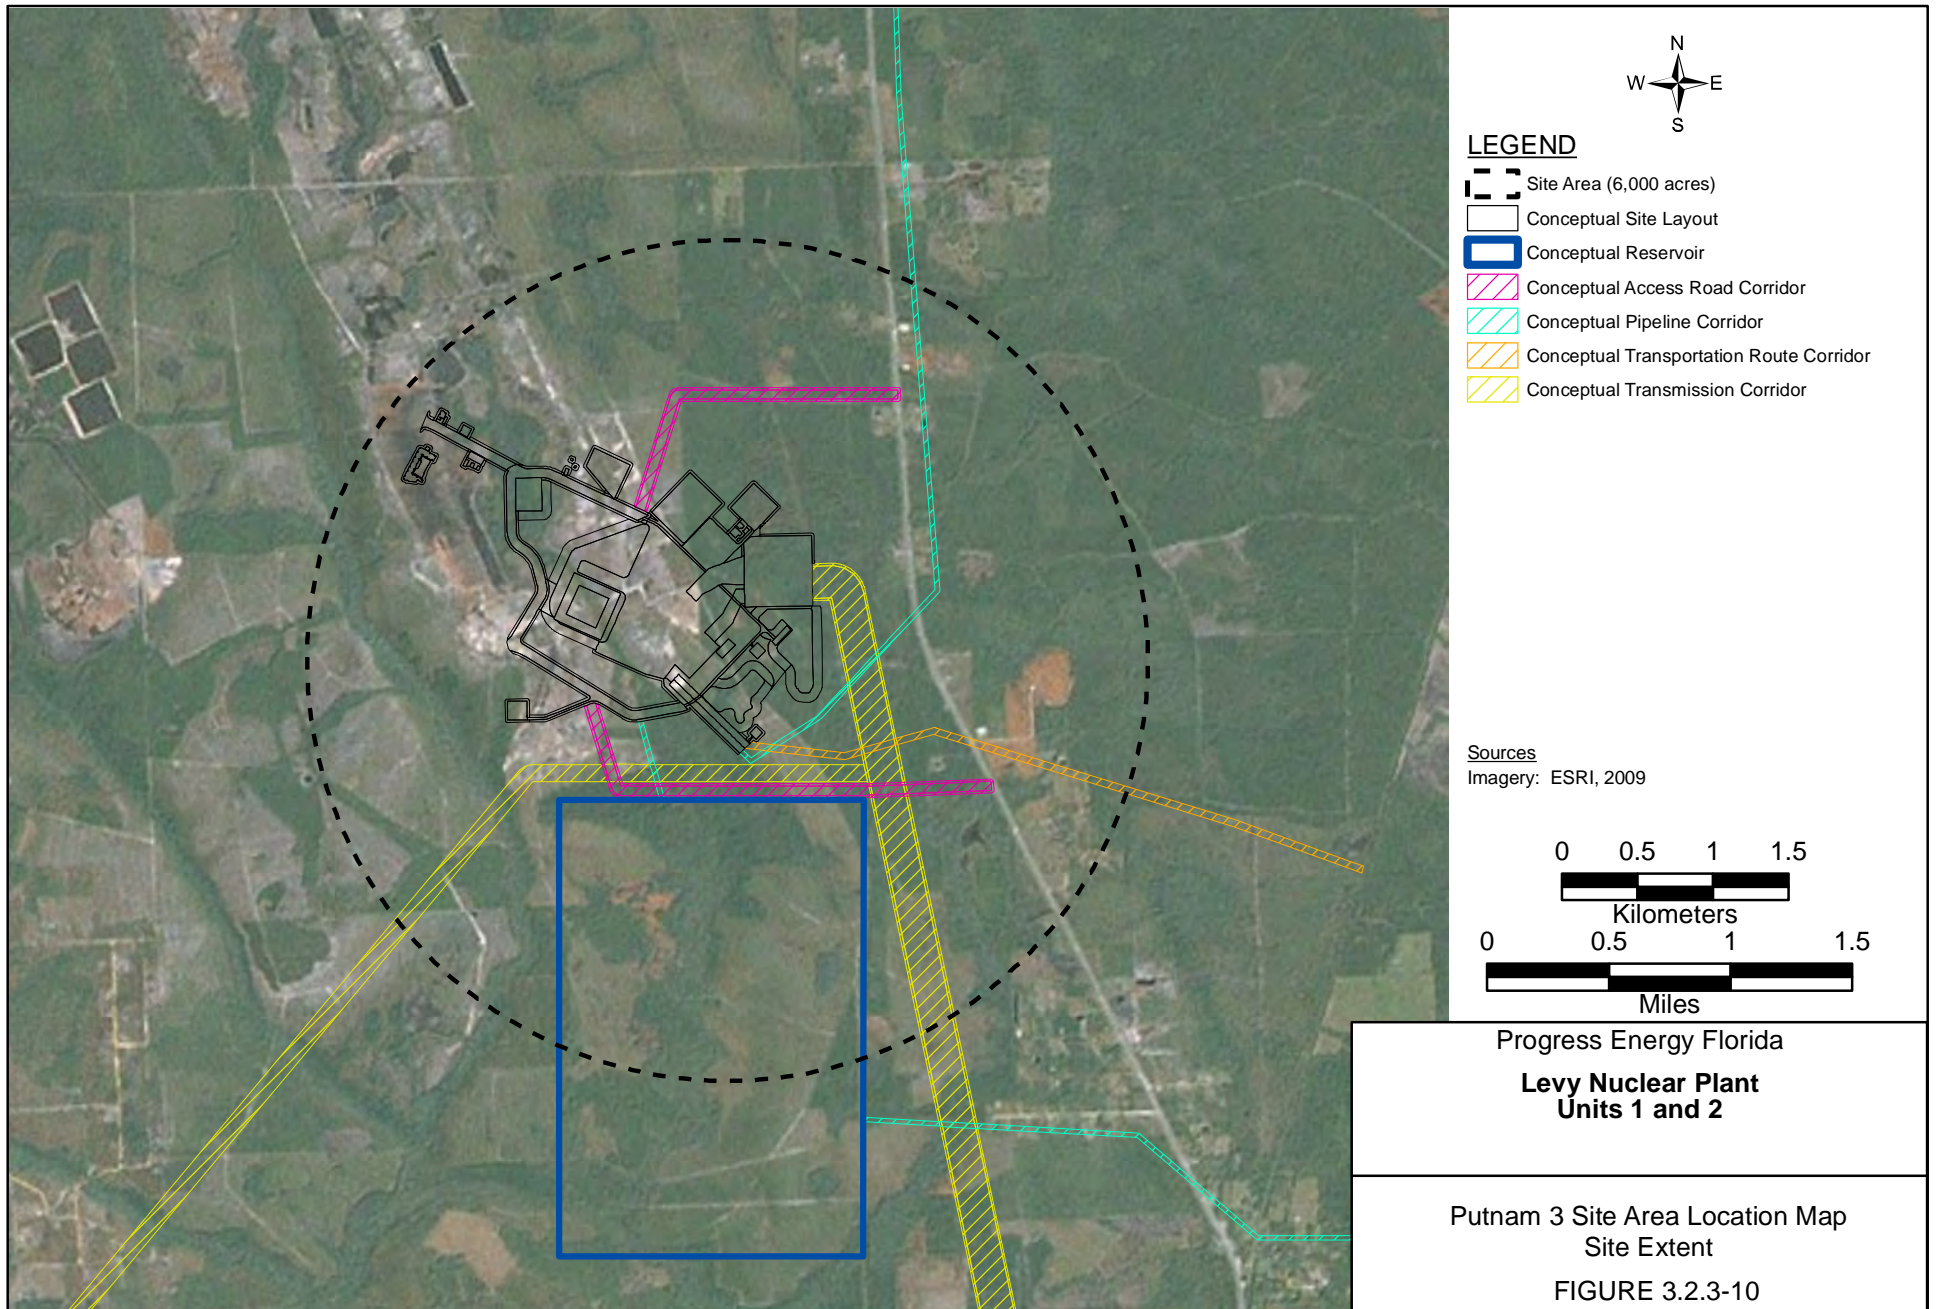 N
W E
S
LEGEND
Site Area (6,000 acres)
Conceptual Site Layout
Conceptual Reservoir
Conceptual Access Road Corridor
Conceptual Pipeline Corridor
Conceptual Transportation Route Corridor
Conceptual Transmission Corridor
Sources
Imagery: ESRI, 2009
0 0.5 1 1.5
Kilometers
0 0.5 1 1.5
Miles
Progress Energy Florida
Levy Nuclear Plant
Units 1 and 2
Putnam 3 Site Area Location Map
Site Extent
FIGURE 3.2.3-10